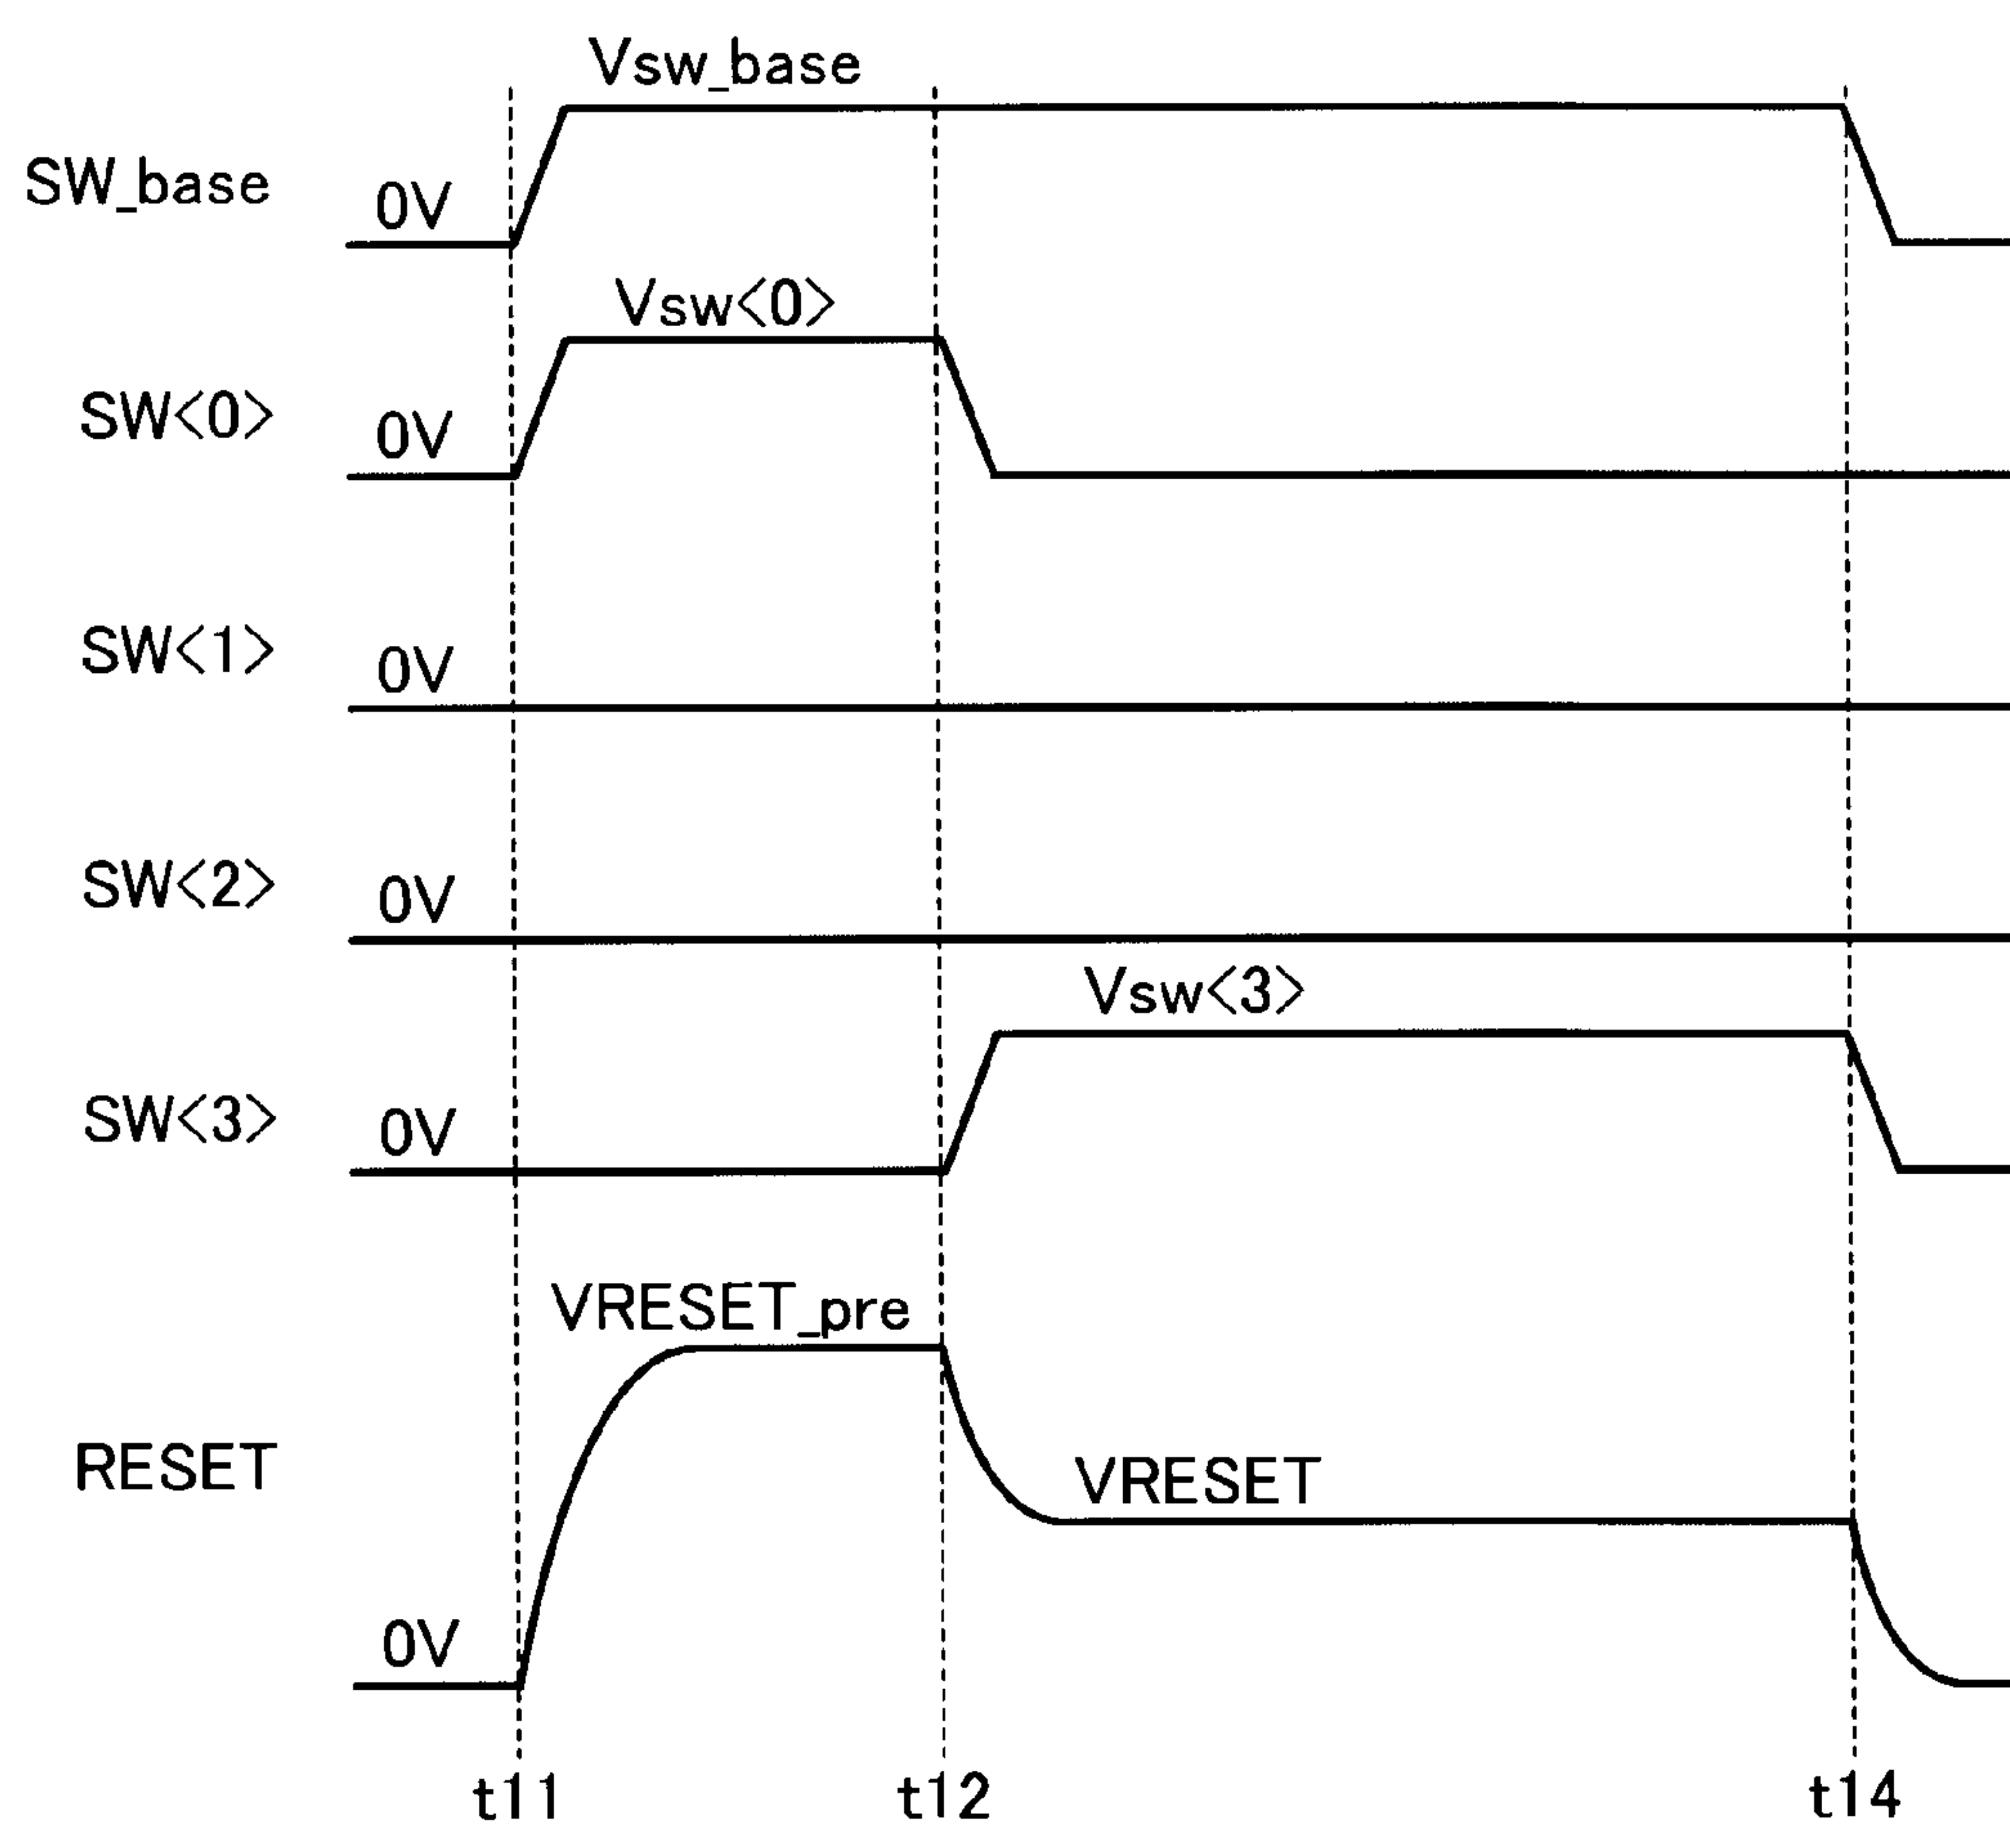 Vsw_base
SW_base 0V
Vsw<0>
SW<0> 0V
SW<1> 0V
SW<2> 0V
Vsw<3>
SW<3> 0V
VRESET_pre
RESET VRESET
0V
t11 t12 t14